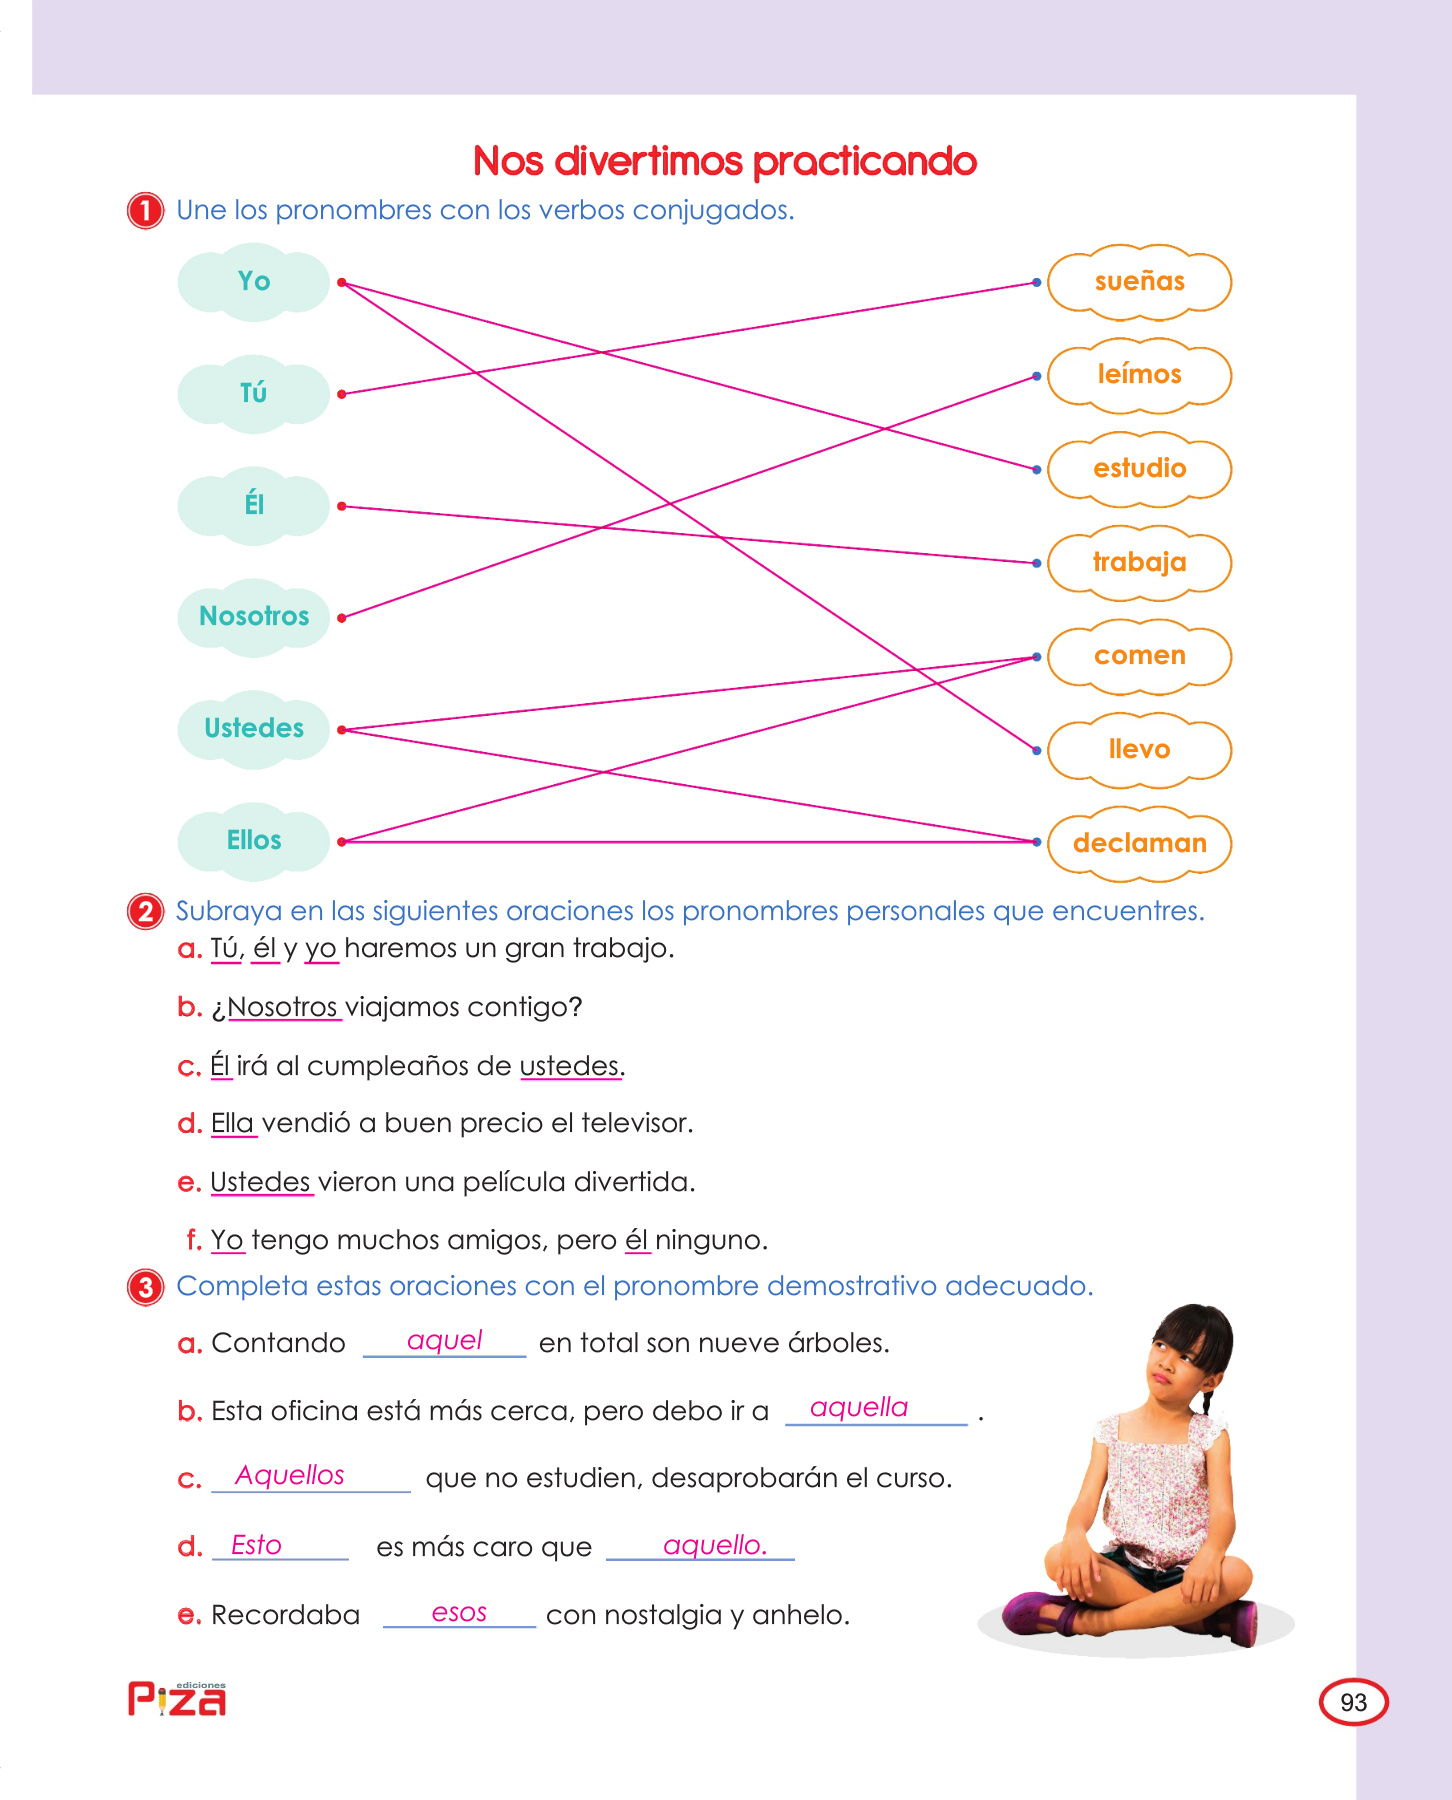 Nos divertimos practicando
1 Une los pronombres con los verbos conjugados.
Yo
sueñas
Tú
leímos
Él
estudio
Nosotros
trabaja
Ustedes
comen
Ellos
llevo
declaman
2 Subraya en las siguientes oraciones los pronombres personales que encuentres.
a. Tú, él y yo haremos un gran trabajo.
b. ¿Nosotros viajamos contigo?
c. Él irá al cumpleaños de ustedes.
d. Ella vendió a buen precio el televisor.
e. Ustedes vieron una película divertida.
f. Yo tengo muchos amigos, pero él ninguno.
3 Completa estas oraciones con el pronombre demostrativo adecuado.
a. Contando aquel en total son nueve árboles.
b. Esta oficina está más cerca, pero debo ir a aquella .
c. Aquellos que no estudien, desaprobarán el curso.
d. Esto es más caro que aquello.
e. Recordaba esos con nostalgia y anhelo.
ediciones
Piza
93